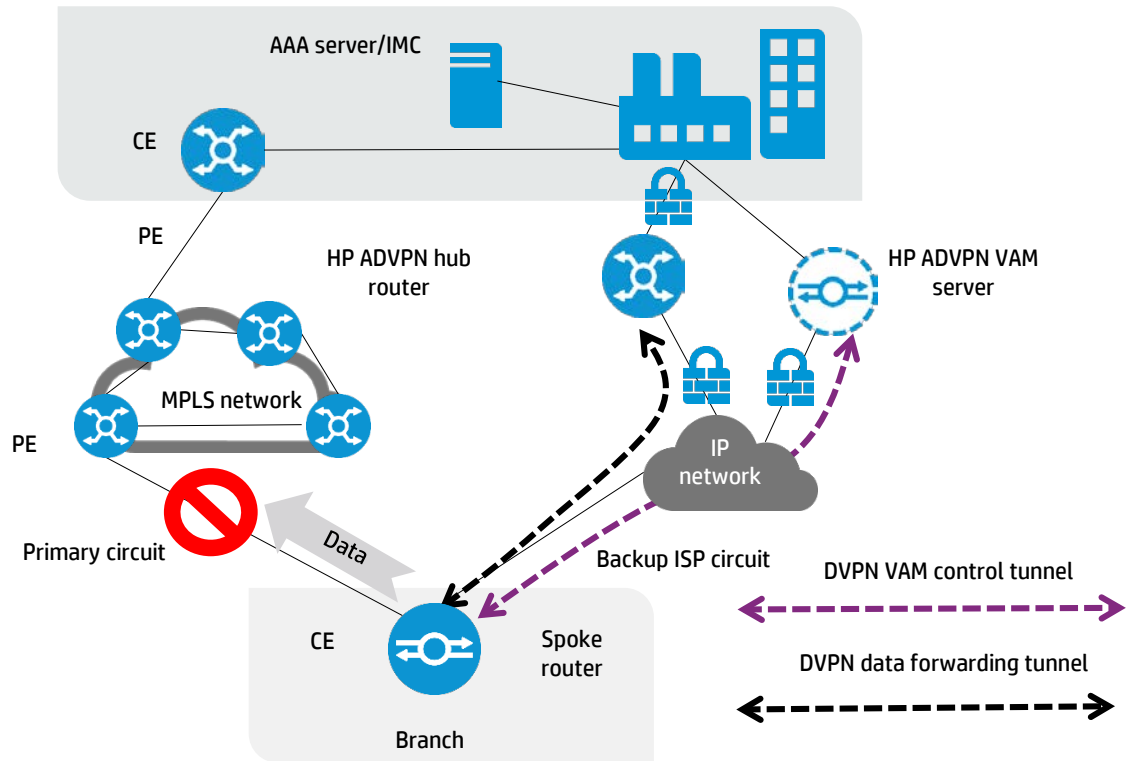 AAA server/IMC
CE
PE
HP ADVPN hub
router
HP ADVPN VAM
server
MPLS network
PE
IP
network
Data
Primary circuit
Backup ISP circuit
DVPN VAM control tunnel
CE
Spoke
router
DVPN data forwarding tunnel
Branch